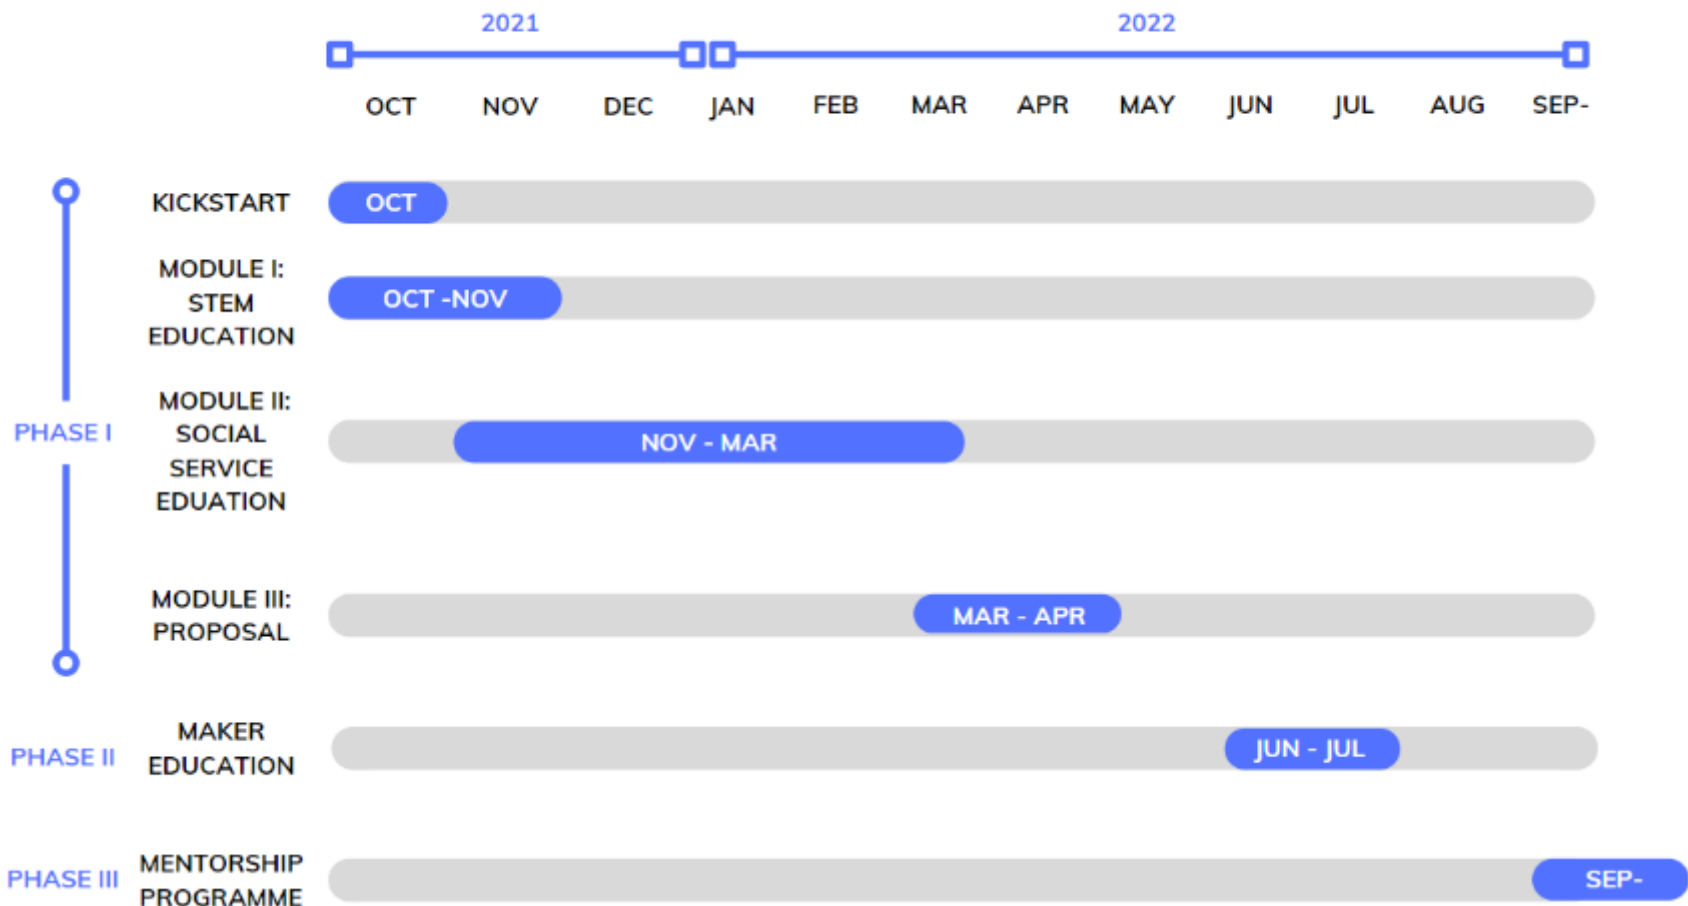 2021
2022
OCT NOV DEC JAN FEB MAR APR MAY JUN JUL AUG SEP-
KICKSTART
OCT
MODULE I:
STEM
EDUCATION
OCT -NOV
PHASE I
MODULE II:
SOCIAL
SERVICE
EDUATION
NOV - MAR
MODULE III:
PROPOSAL
MAR - APR
PHASE II
MAKER
EDUCATION
JUN - JUL
PHASE III
MENTORSHIP
PROGRAMME
SEP-